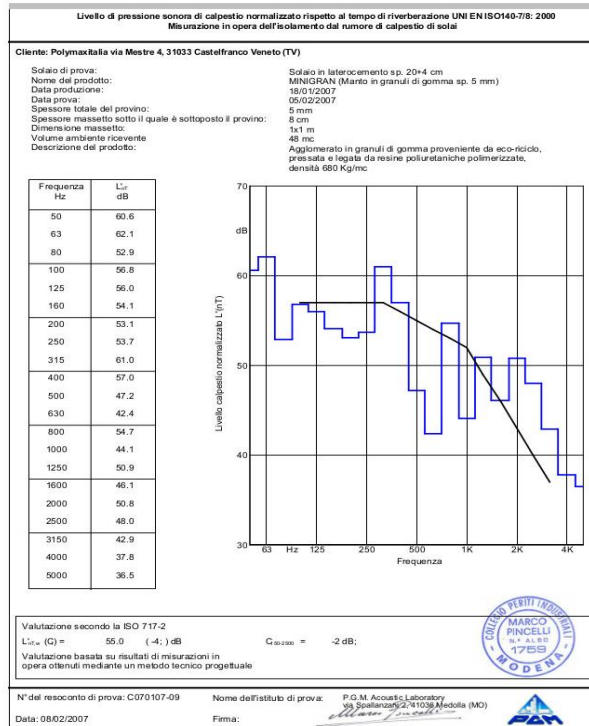 Livello di pressione sonora di calpestio normalizzato rispetto al tempo di riverberazione UNI EN ISO140-7/8: 2000
Misurazione in opera dell'isolamento dal rumore di calpestio di solai
Cliente: Polymaxitalia via Mestre 4, 31033 Castelfranco Veneto (TV)
Solaio di prova: Solaio in laterocemento sp. 20+4 cm
Nome del prodotto: MINIGRAN (Manto in granuli di gomma sp. 5 mm)
Data produzione: 18/01/2007
Data prova: 05/02/2007
Spessore totale del provino: 5 mm
Spessore massetto sotto il quale è sottoposto il provino: 8 cm
Dimensione massetto: 1x1 m
Volume ambiente ricevente 48 mc
Descrizione del prodotto: Agglomerato in granuli di gomma proveniente da eco-riciclo,
pressata e legata da resine poliuretaniche polimerizzate,
densità 680 Kg/mc
Frequenza L'nT
Hz dB
50 60.6
63 62.1
80 52.9
100 56.8
125 56.0
160 54.1
200 53.1
250 53.7
315 61.0
400 57.0
500 47.2
630 42.4
800 54.7
1000 44.1
1250 50.9
1600 46.1
2000 50.8
2500 48.0
3150 42.9
4000 37.8
5000 36.5
Livello calpestio normalizzato L'(nT)
70
dB
60
50
40
30
63 Hz 125 250 500 1K 2K 4K
Frequenza
Valutazione secondo la ISO 717-2
L'nT,w (C) = 55.0 ( -4; ) dB C50-2500 = -2 dB;
Valutazione basata su risultati di misurazioni in
opera ottenuti mediante un metodo tecnico progettuale
COLLEGIO PERITI INDUSTRIALI
MARCO
PINCELLI
N.° ALBO
1759
MODENA
N°del resoconto di prova: C070107-09 Nome dell'istituto di prova: P.G.M. Acoustic Laboratory
via Spallanzani 2, 41036 Medolla (MO)
Data: 08/02/2007 Firma: Marco Pincelli
PGM